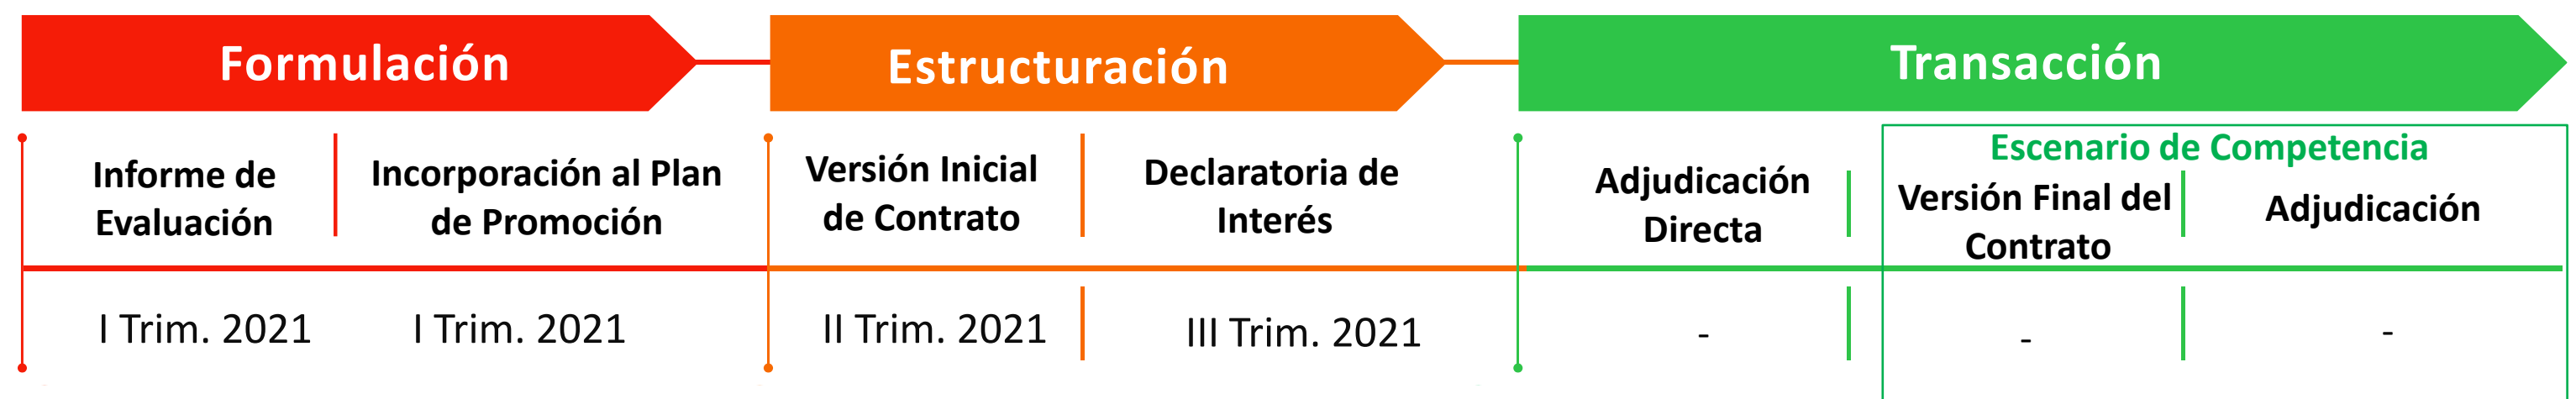 Formulación
Estructuración
Transacción
Informe de
Evaluación
Incorporación al Plan
de Promoción
Versión Inicial
de Contrato
Declaratoria de
Interés
Adjudicación
Directa
Escenario de Competencia
Versión Final del
Contrato
Adjudicación
I Trim. 2021
I Trim. 2021
II Trim. 2021
III Trim. 2021
-
-
-